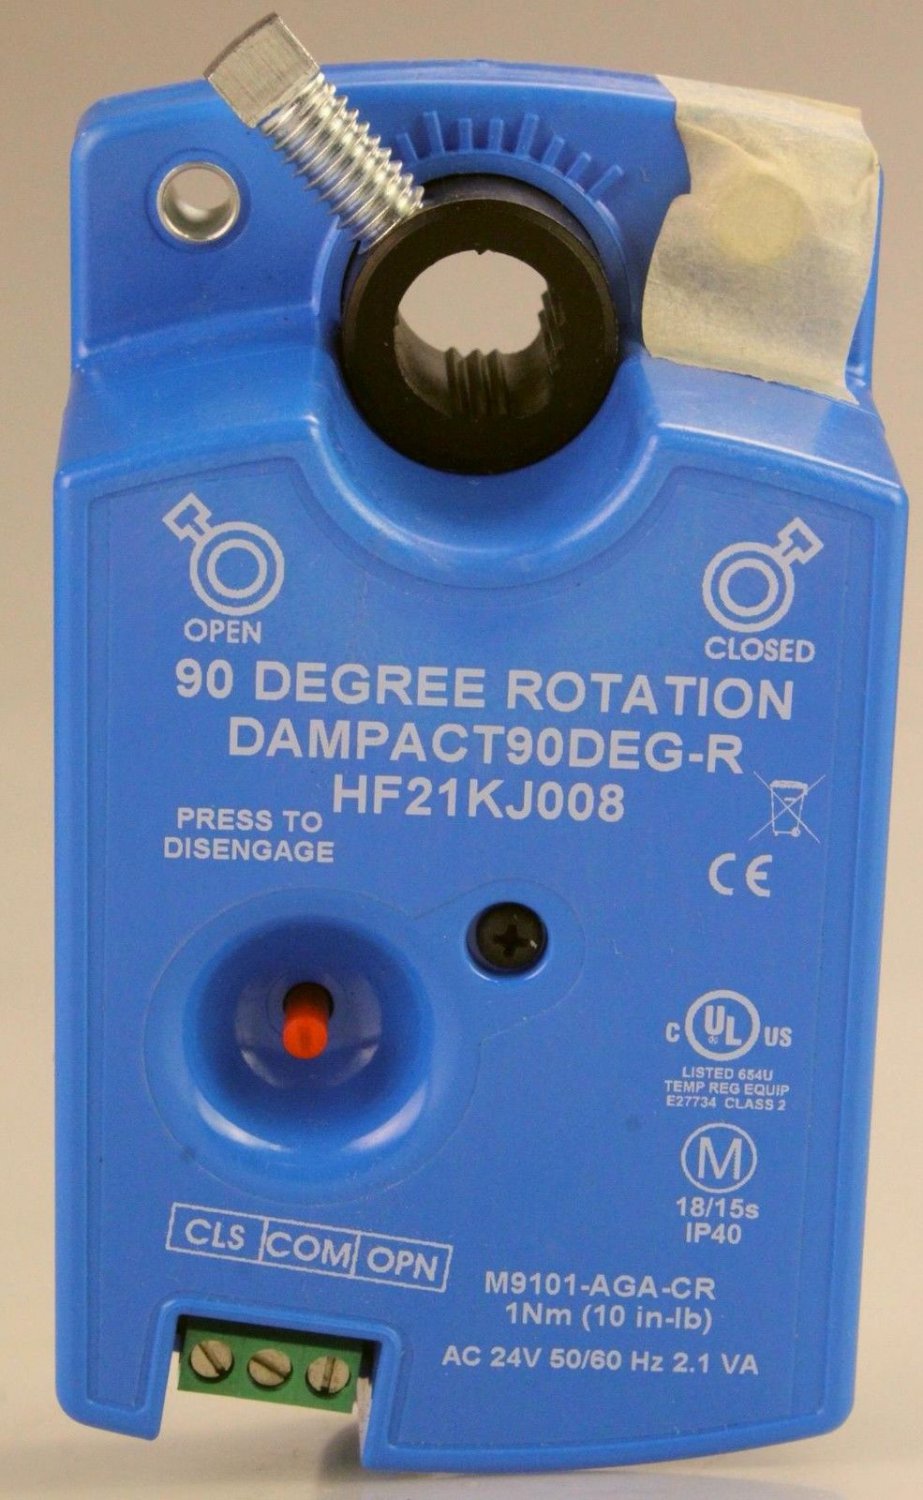 OPEN
CLOSED
90 DEGREE ROTATION
DAMPACT90DEG-R
HF21KJ008
PRESS TO
DISENGAGE
CE
C UL US
LISTED 654U
TEMP REG EQUIP
E27734 CLASS 2
M
18/15s
IP40
CLS COM OPN
M9101-AGA-CR
1Nm (10 in-lb)
AC 24V 50/60 Hz 2.1 VA